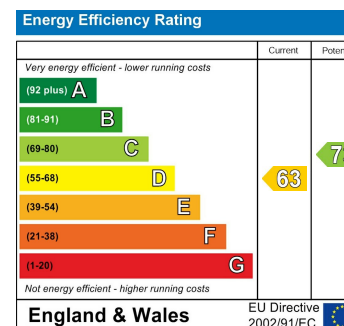 Energy Efficiency Rating
Current
Very energy efficient - lower running costs
(92 plus) A
(81-91) B
(69-80) C
(55-68) D
63
(39-54) E
(21-38) F
(1-20) G
Not energy efficient - higher running costs
England & Wales
EU Directive
2002/91/EC